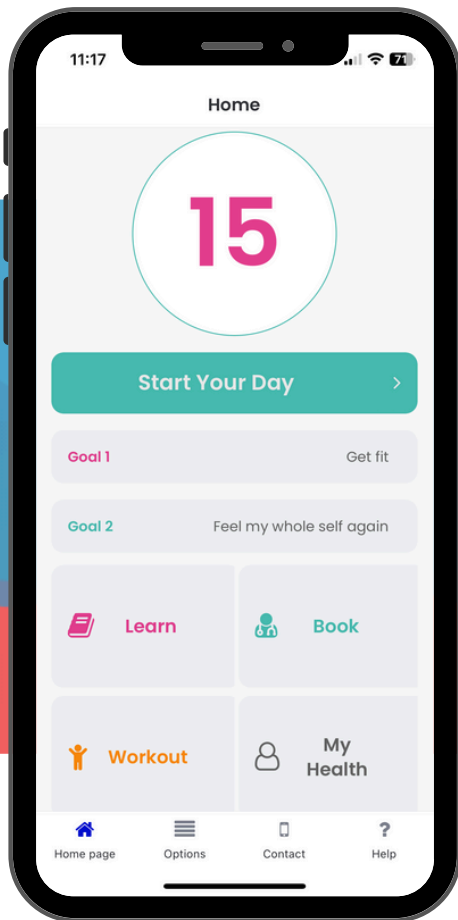 11:17
71
Home
15
Start Your Day
Goal 1 Get fit
Goal 2 Feel my whole self again
Learn
Book
Workout
My
Health
Home page
Options
Contact
? 
Help